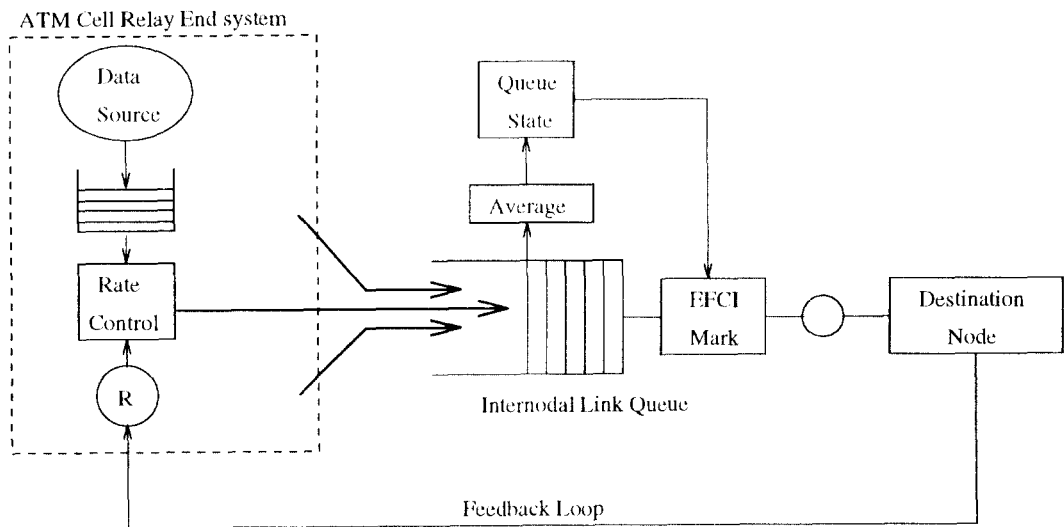 ATM Cell Relay End system
Data
Source
Rate
Control
R
Queue
State
Average
Internodal Link Queue
EFCI
Mark
Destination
Node
Feedback Loop